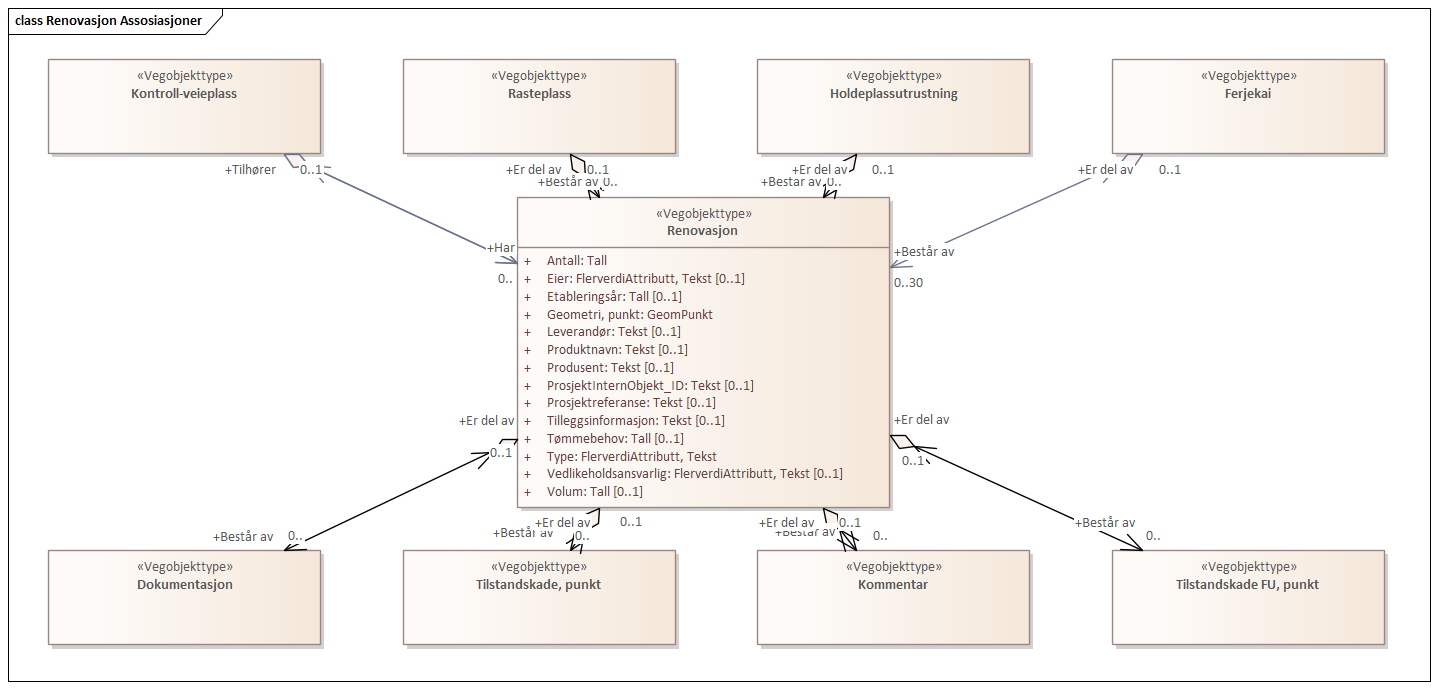 class Renovasjon Assosiasjoner
«Vegobjekttype»
Kontroll-veieplass
«Vegobjekttype»
Rasteplass
«Vegobjekttype»
Holdeplassutrustning
«Vegobjekttype»
Ferjekai
+Tilhører 0..1
+Er del av 0..1
+Består av 0..
+Er del av 0..1
+Består av 0..
+Er del av 0..1
+Har
0..
+Består av
0..30
«Vegobjekttype»
Renovasjon
+ Antall: Tall
+ Eier: FlerverdiAttributt, Tekst [0..1]
+ Etableringsår: Tall [0..1]
+ Geometri, punkt: GeomPunkt
+ Leverandør: Tekst [0..1]
+ Produktnavn: Tekst [0..1]
+ Produsent: Tekst [0..1]
+ ProsjektInternObjekt_ID: Tekst [0..1]
+ Prosjektreferanse: Tekst [0..1]
+ Tilleggsinformasjon: Tekst [0..1]
+ Tømmebehov: Tall [0..1]
+ Type: FlerverdiAttributt, Tekst
+ Vedlikeholdsansvarlig: FlerverdiAttributt, Tekst [0..1]
+ Volum: Tall [0..1]
+Er del av
0..1
+Er del av
0..1
+Består av 0..
+Er del av 0..1
+Består av 0..
+Er del av 0..1
+Består av 0..
+Består av
0..
«Vegobjekttype»
Dokumentasjon
«Vegobjekttype»
Tilstandskade, punkt
«Vegobjekttype»
Kommentar
«Vegobjekttype»
Tilstandskade FU, punkt